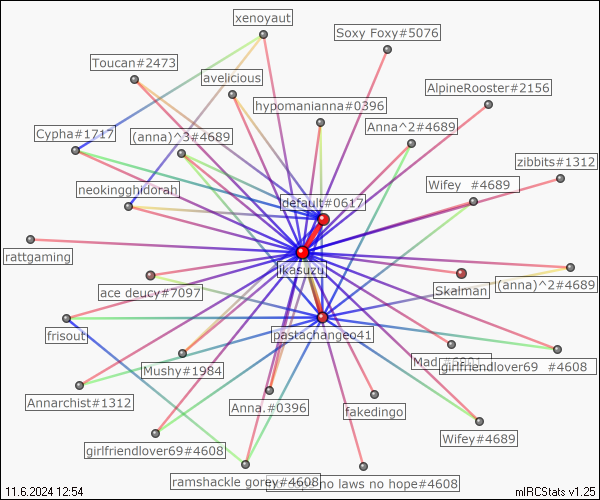 xenoyaut
Soxy Foxy#5076
Toucan#2473
avelicious
AlpineRooster#2156
hypomanianna#0396
Cypha#1717
(anna)^3#4689
Anna^2#4689
zibbits#1312
neokingghidorah
Wifey #4689
default#0617
rattgaming
ikasuzu
ace deucy#7097
Skalman
(anna)^2#4689
frisout
pastachangeo41
Mushy#1984
Mad
girlfriendlover69 #4608
Annarchist#1312
Anna.#0396
fakedingo
girlfriendlover69#4608
Wifey#4689
ramshackle gorey#4608
no laws no hope#4608
11.6.2024 12:54
mIRCStats v1.25